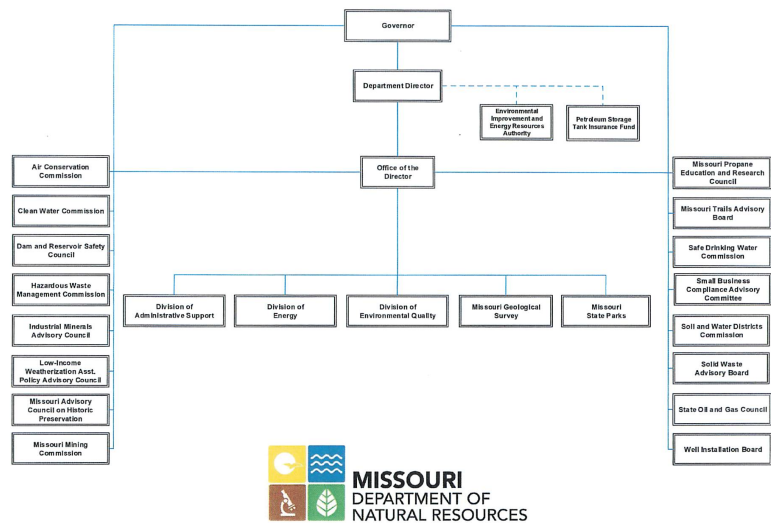 Governor
Department Director
Environmental
Improvement and
Energy Resources
Authority
Petroleum Storage
Tank Insurance Fund
Office of the
Director
Air Conservation
Commission
Clean Water Commission
Dam and Reservoir Safety
Council
Hazardous Waste
Management Commission
Industrial Minerals
Advisory Council
Low-Income
Weatherization Asst.
Policy Advisory Council
Missouri Advisory
Council on Historic
Preservation
Missouri Mining
Commission
Division of
Administrative Support
Division of
Energy
Division of
Environmental Quality
Missouri Geological
Survey
Missouri
State Parks
Missouri Propane
Education and Research
Council
Missouri Trails Advisory
Board
Safe Drinking Water
Commission
Small Business
Compliance Advisory
Committee
Soil and Water Districts
Commission
Solid Waste
Advisory Board
State Oil and Gas Council
Well Installation Board
MISSOURI
DEPARTMENT OF
NATURAL RESOURCES